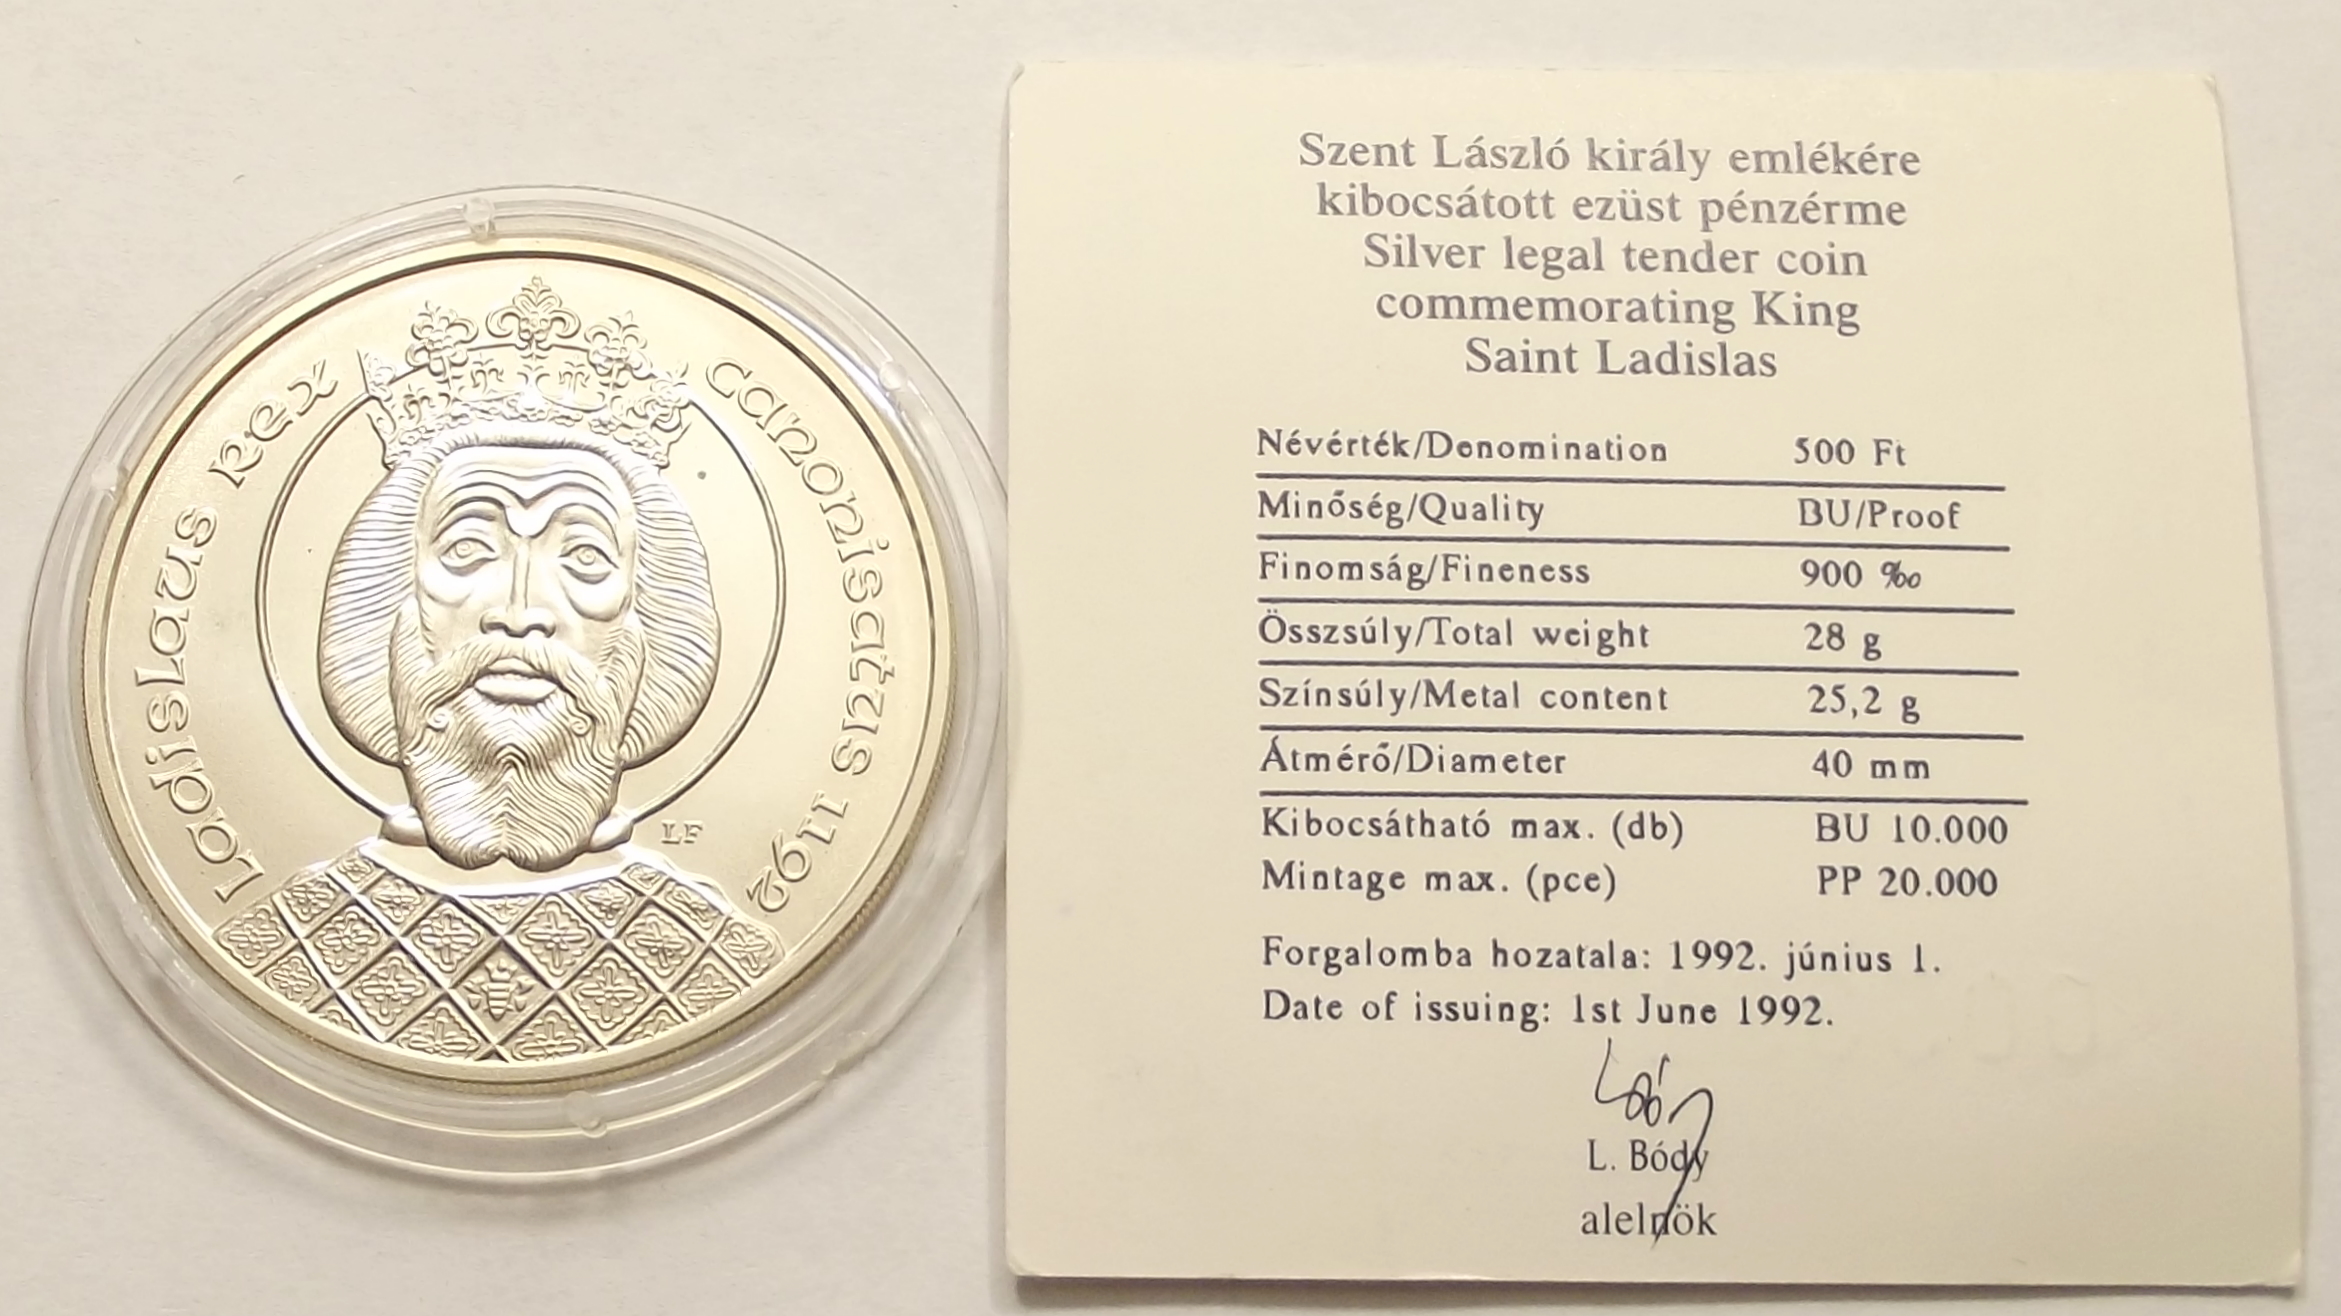 Ladislaus rex canonisatus 1192
LF
Szent László király emlékére
kibocsátott ezüst pénzérme
Silver legal tender coin
commemorating King
Saint Ladislas
Névérték/Denomination 500 Ft
Minőség/Quality BU/Proof
Finomság/Fineness 900 ‰
Összsúly/Total weight 28 g
Színsúly/Metal content 25,2 g
Átmérő/Diameter 40 mm
Kibocsátható max. (db) BU 10.000
Mintage max. (pce) PP 20.000
Forgalomba hozatala: 1992. június 1.
Date of issuing: 1st June 1992.
L. Bódy
alelnök